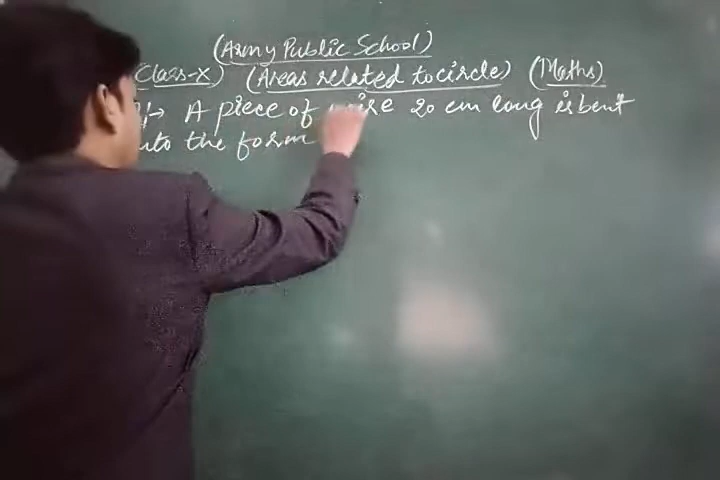 (Army Public School)
Class-X) (Areas related to circle) (Maths)
A piece of wire 20 cm long is bent
the form